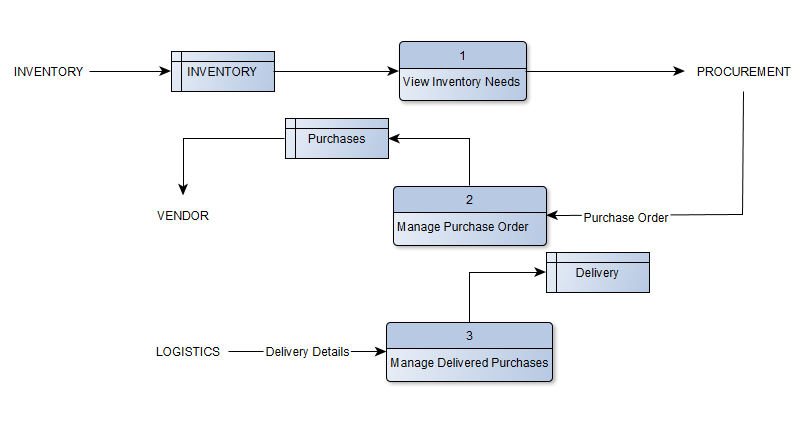 1
INVENTORY
INVENTORY
View Inventory Needs
PROCUREMENT
Purchases
2
VENDOR
Manage Purchase Order
Purchase Order
Delivery
3
LOGISTICS
Delivery Details
Manage Delivered Purchases